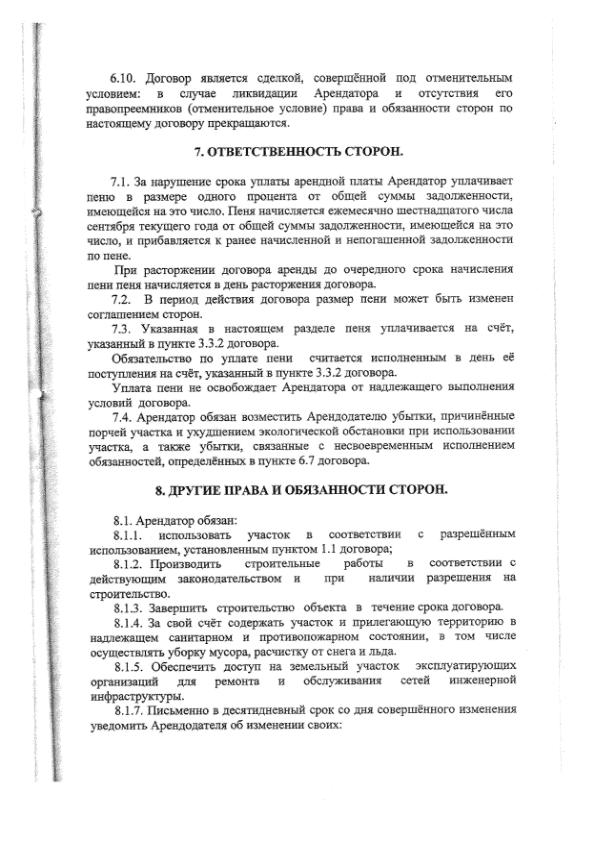 6.10. Договор является сделкой, совершённой под отменительным
условием: в случае ликвидации Арендатора и отсутствия его
правопреемников (отменительное условие) права и обязанности сторон по
настоящему договору прекращаются.
7. ОТВЕТСТВЕННОСТЬ СТОРОН.
7.1. За нарушение срока уплаты арендной платы Арендатор уплачивает
пеню в размере одного процента от общей суммы задолженности,
имеющейся на это число. Пеня начисляется ежемесячно шестнадцатого числа
сентября текущего года от общей суммы задолженности, имеющейся на это
число, и прибавляется к ранее начисленной и непогашенной задолженности
по пене.
При расторжении договора аренды до очередного срока начисления
пени пеня начисляется в день расторжения договора.
7.2. В период действия договора размер пени может быть изменен
соглашением сторон.
7.3. Указанная в настоящем разделе пеня уплачивается на счёт,
указанный в пункте 3.3.2 договора.
Обязательство по уплате пени считается исполненным в день её
поступления на счёт, указанный в пункте 3.3.2 договора.
Уплата пени не освобождает Арендатора от надлежащего выполнения
условий договора.
7.4. Арендатор обязан возместить Арендодателю убытки, причинённые
порчей участка и ухудшением экологической обстановки при использовании
участка, а также убытки, связанные с несвоевременным исполнением
обязанностей, определённых в пункте 6.7 договора.
8. ДРУГИЕ ПРАВА И ОБЯЗАННОСТИ СТОРОН.
8.1. Арендатор обязан:
8.1.1. использовать участок в соответствии с разрешённым
использованием, установленным пунктом 1.1 договора;
8.1.2. Производить строительные работы в соответствии с
действующим законодательством и при наличии разрешения на
строительство.
8.1.3. Завершить строительство объекта в течение срока договора.
8.1.4. За свой счёт содержать участок и прилегающую территорию в
надлежащем санитарном и противопожарном состоянии, в том числе
осуществлять уборку мусора, расчистку от снега и льда.
8.1.5. Обеспечить доступ на земельный участок эксплуатирующих
организаций для ремонта и обслуживания сетей инженерной
инфраструктуры.
8.1.7. Письменно в десятидневный срок со дня совершённого изменения
уведомить Арендодателя об изменении своих: